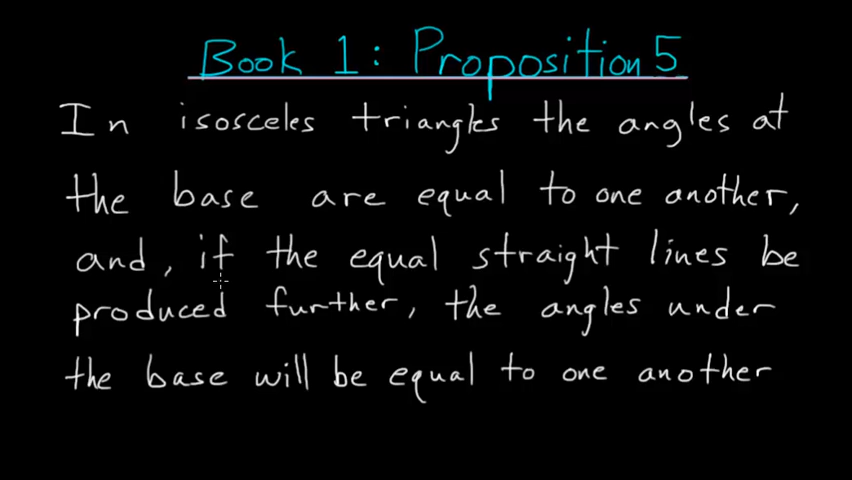 Book 1: Proposition 5
In isosceles triangles the angles at
the base are equal to one another,
and, if the equal straight lines be
produced further, the angles under
the base will be equal to one another